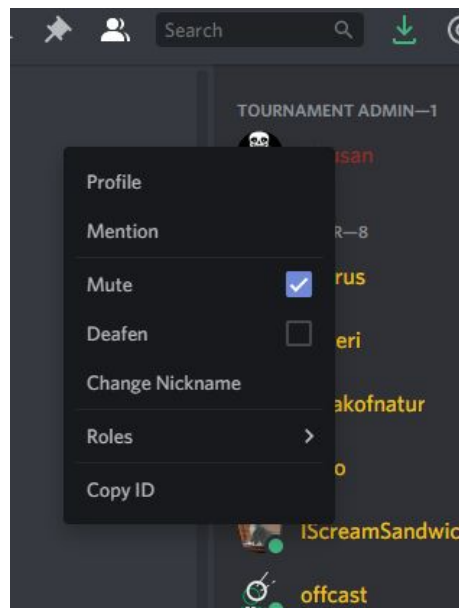 Search
TOURNAMENT ADMIN—1
usan
Profile
Mention
R—8
Mute
rus
Deafen
eri
Change Nickname
akofnatur
Roles
o
Copy ID
IScreamSandwic
offcast